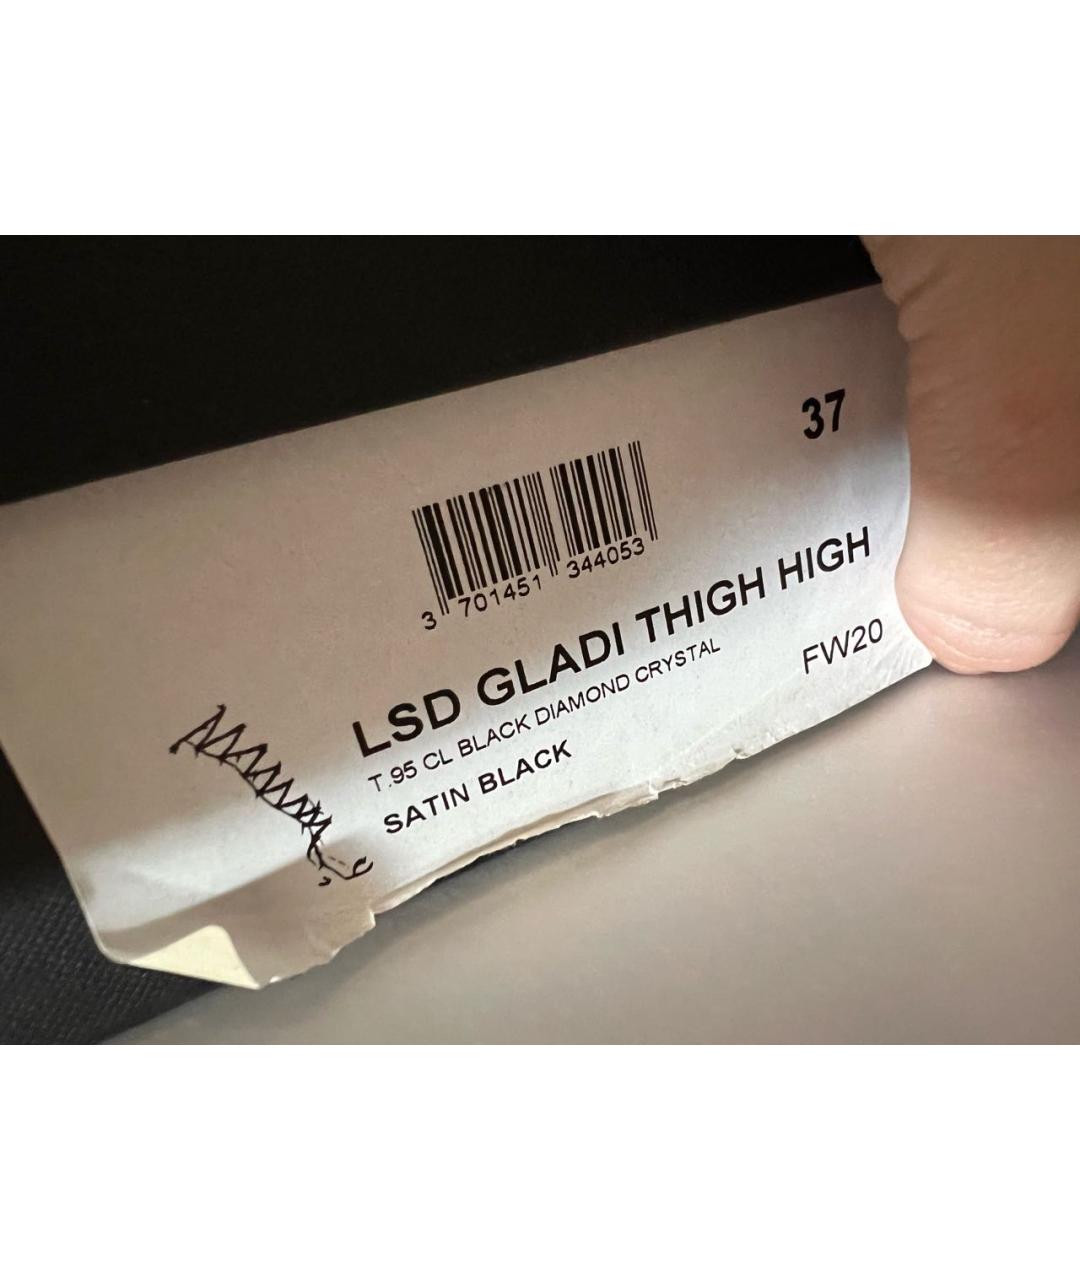 37
3 701451 344053
LSD GLADI THIGH HIGH
T.95 CL BLACK DIAMOND CRYSTAL
FW20
SATIN BLACK